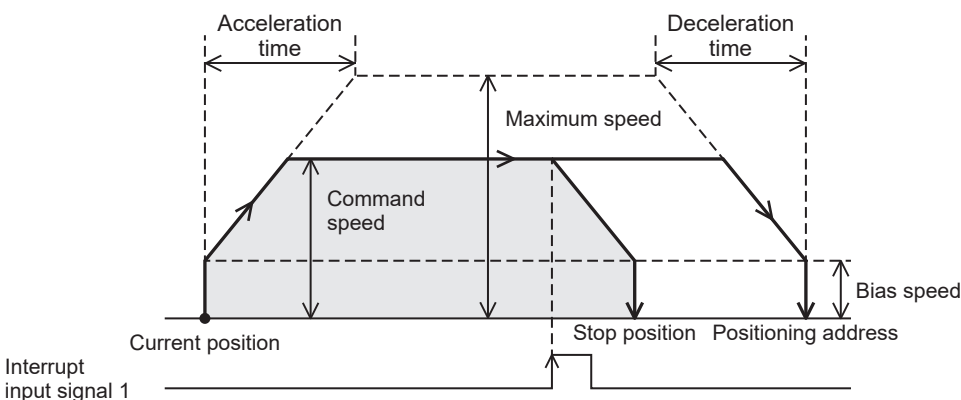 Acceleration
time
Deceleration
time
Maximum speed
Command
speed
Bias speed
Stop position
Positioning address
Current position
Interrupt
input signal 1